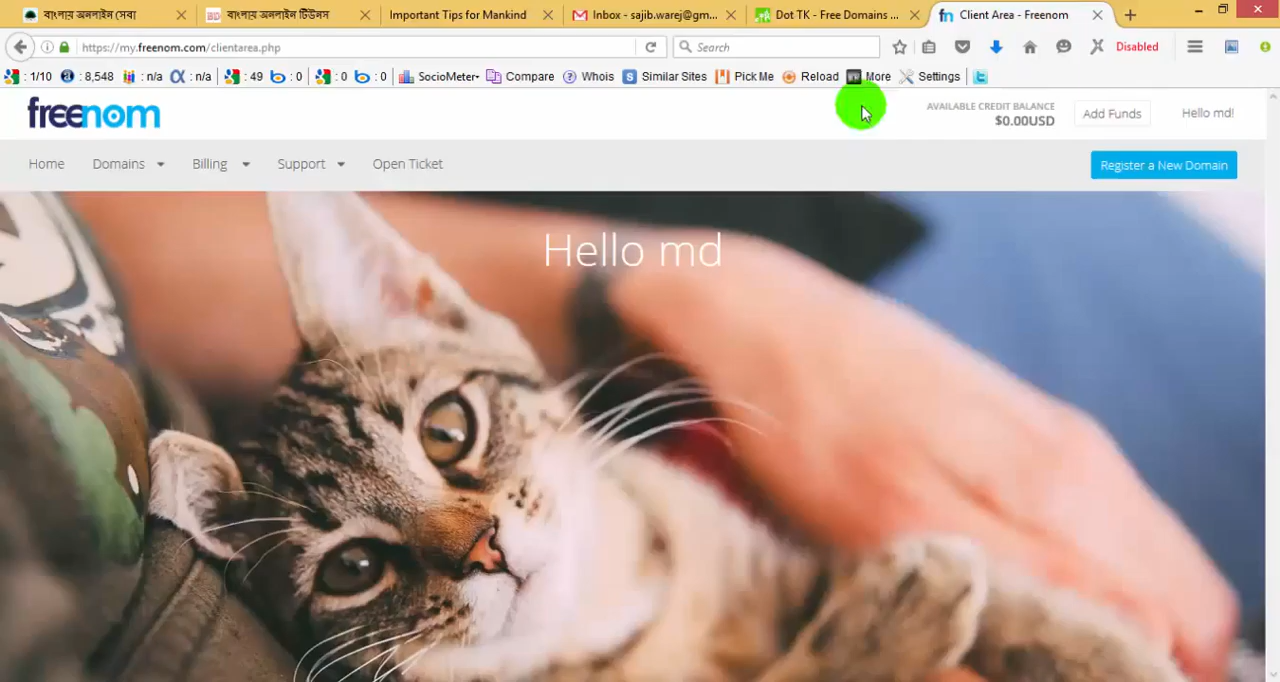 বাংলায় অনলাইন সেবা
বাংলায় অনলাইন টিউনস
Important Tips for Mankind
Inbox - sajib.warej@gm...
Dot TK - Free Domains ...
Client Area - Freenom
https://my.freenom.com/clientarea.php
Search
Disabled
: 1/10
: 8,548
: n/a
: n/a
: 49
: 0
: 0
: 0
SocioMeter
Compare
Whois
Similar Sites
Pick Me
Reload
More
Settings
freenom
AVAILABLE CREDIT BALANCE
$0.00USD
Add Funds
Hello md!
Home
Domains
Billing
Support
Open Ticket
Register a New Domain
Hello md